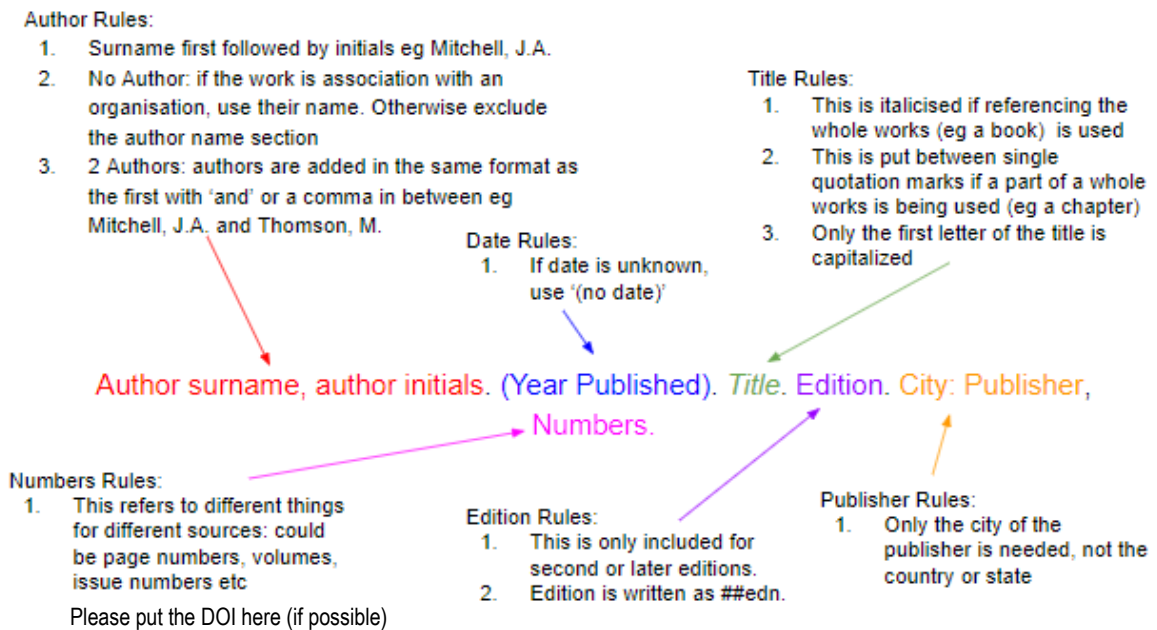 Author Rules:
1. Surname first followed by initials eg Mitchell, J.A.
2. No Author: if the work is association with an
organisation, use their name. Otherwise exclude
the author name section
3. 2 Authors: authors are added in the same format as
the first with 'and' or a comma in between eg
Mitchell, J.A. and Thomson, M.
Title Rules:
1. This is italicised if referencing the
whole works (eg a book) is used
2. This is put between single
quotation marks if a part of a whole
works is being used (eg a chapter)
3. Only the first letter of the title is
capitalized
Date Rules:
1. If date is unknown,
use '(no date)'
Author surname, author initials. (Year Published). Title. Edition. City: Publisher,
Numbers.
Numbers Rules:
1. This refers to different things
for different sources: could
be page numbers, volumes,
issue numbers etc
Please put the DOI here (if possible)
Edition Rules:
1. This is only included for
second or later editions.
2. Edition is written as ##edn.
Publisher Rules:
1. Only the city of the
publisher is needed, not the
country or state